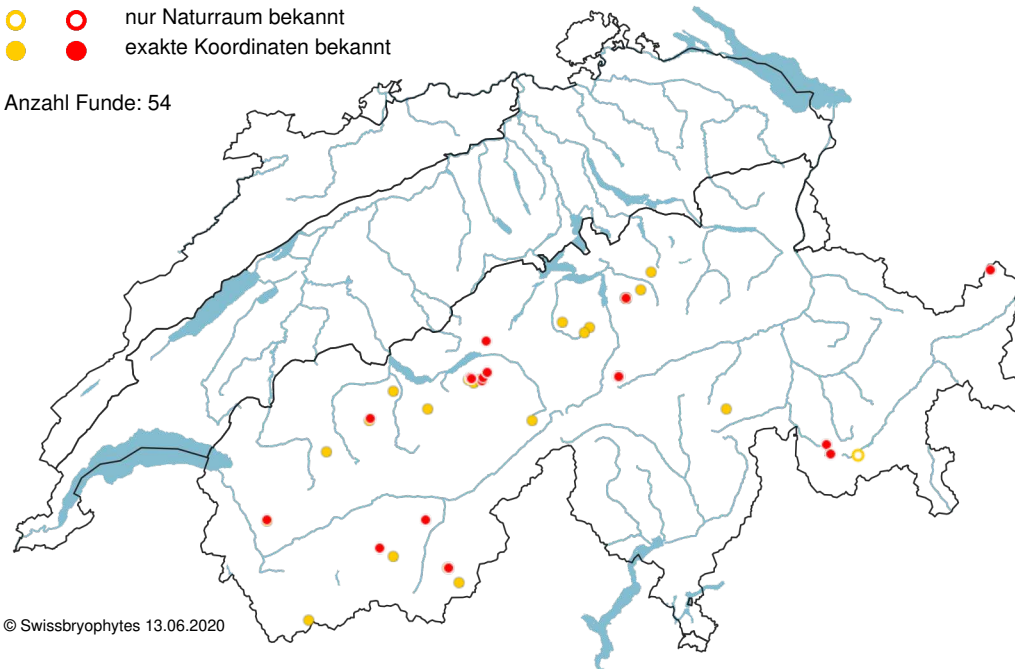 nur Naturraum bekannt
exakte Koordinaten bekannt
Anzahl Funde: 54
© Swissbryophytes 13.06.2020